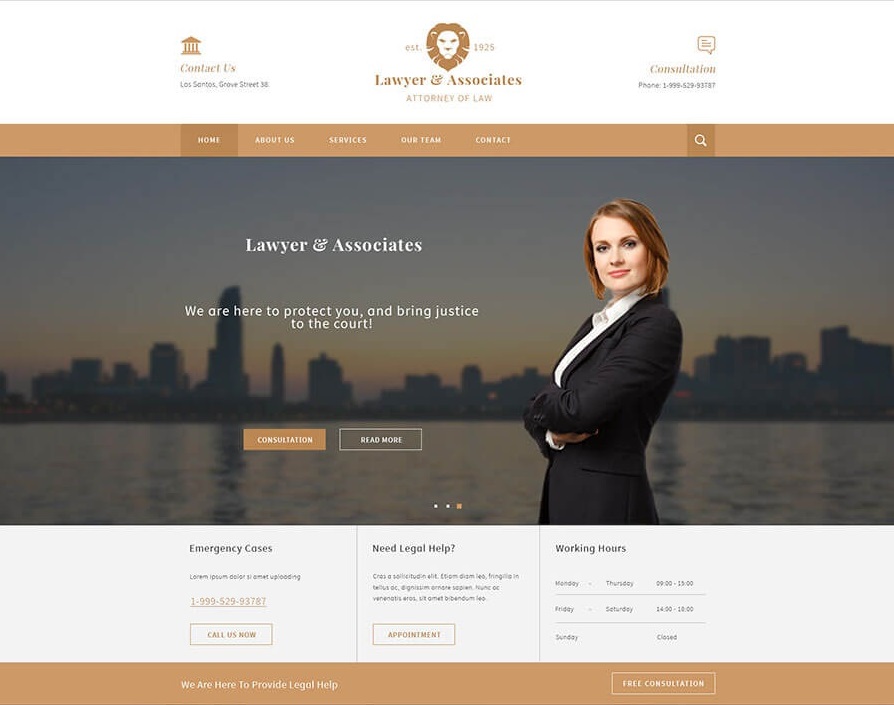 est. 1925
Contact Us
Los Santos, Grove Street 38
Lawyer & Associates
ATTORNEY OF LAW
Consultation
Phone: 1-999-529-93787
HOME ABOUT US SERVICES OUR TEAM CONTACT
Lawyer & Associates
We are here to protect you, and bring justice
to the court!
CONSULTATION READ MORE
Emergency Cases
Lorem ipsum dolor si amet uploading
1-999-529-93787
CALL US NOW
Need Legal Help?
Cras a sollicitudin elit. Etiam diam leo, fringilla in
tellus ac, dignissim ornare sapien. Nunc ac
venenatis eros, sit amet bibendum leo.
APPOINTMENT
Working Hours
Monday - Thursday 09:00 - 15:00
Friday - Saturday 14:00 - 18:00
Sunday Closed
We Are Here To Provide Legal Help
FREE CONSULTATION